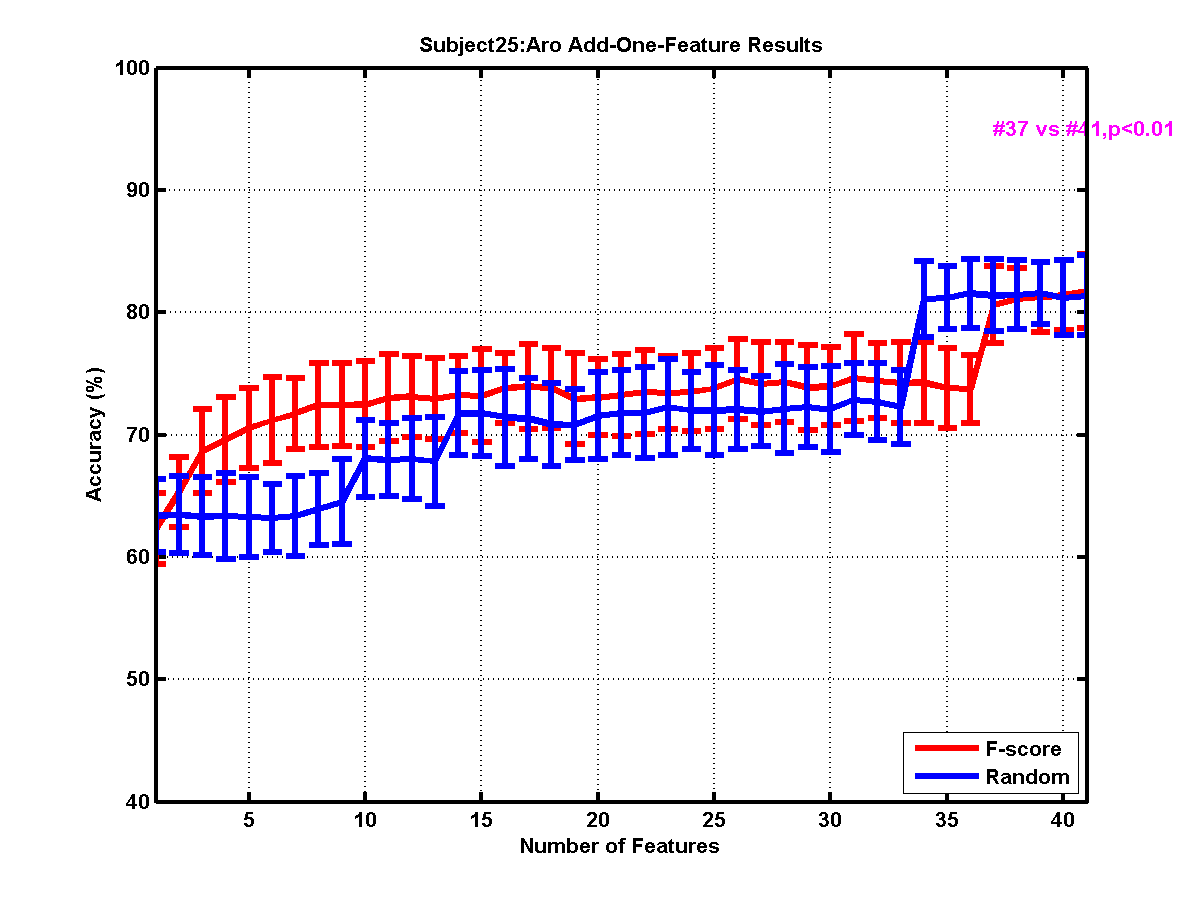 Subject25:Aro Add-One-Feature Results
100
#37 vs #41,p<0.01
90
80
70
60
50
40
Accuracy (%)
F-score
Random
5 10 15 20 25 30 35 40
Number of Features